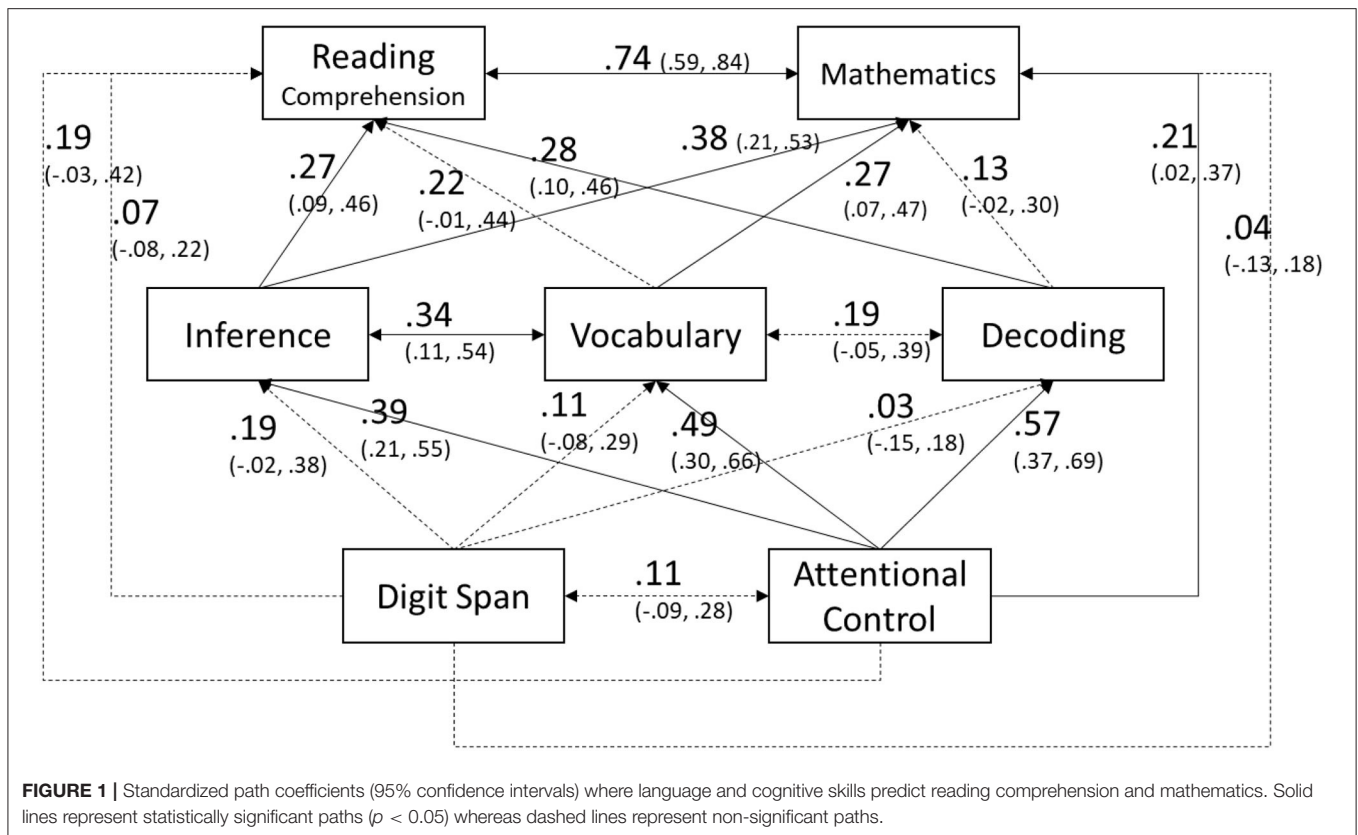 Reading
Comprehension
.74 (.59, .84)
Mathematics
.19
(-.03, .42)
.07
(-.08, .22)
.27
(.09, .46)
.22
(-.01, .44)
.28
(.10, .46)
.38 (.21, .53)
.27
(.07, .47)
.13
(-.02, .30)
.21
(.02, .37)
.04
(-.13, .18)
Inference
.34
(.11, .54)
Vocabulary
.19
(-.05, .39)
Decoding
.19
(-.02, .38)
.39
(.21, .55)
.11
(-.08, .29)
.49
(.30, .66)
.03
(-.15, .18)
.57
(.37, .69)
Digit Span
.11
(-.09, .28)
Attentional
Control
FIGURE 1 | Standardized path coefficients (95% confidence intervals) where language and cognitive skills predict reading comprehension and mathematics. Solid
lines represent statistically significant paths (p < 0.05) whereas dashed lines represent non-significant paths.